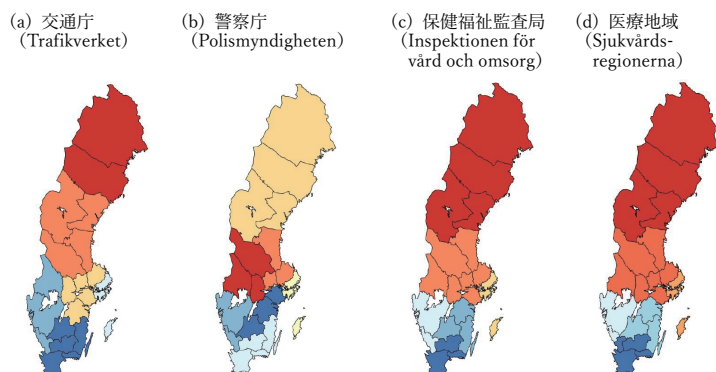 (a) 交通庁
(Trafikverket)
(b) 警察庁
(Polismyndigheten)
(c) 保健福祉監査局
(Inspektionen för
vård och omsorg)
(d) 医療地域
(Sjukvårds-
regionerna)